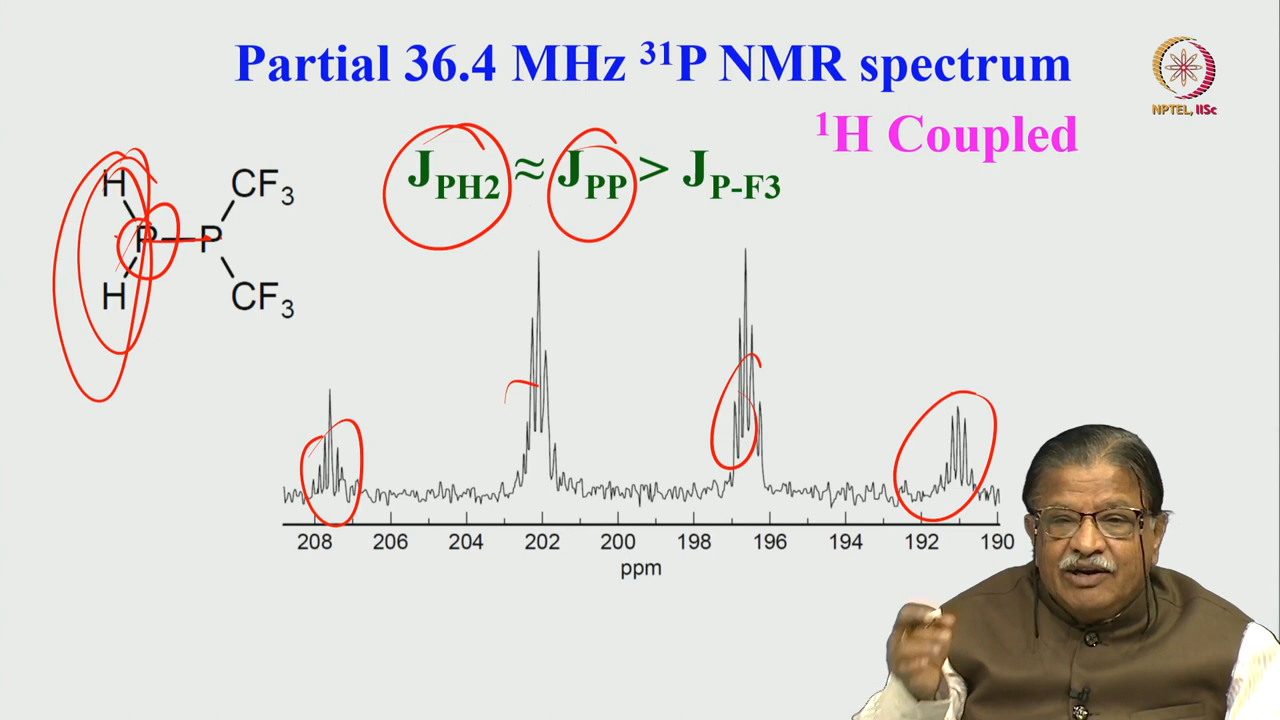 Partial 36.4 MHz ³¹P NMR spectrum
NPTEL, IISc
¹H Coupled
J_PH2 ≈ J_PP > J_P-F3
H
CF₃
P—P
H
CF₃
208 206 204 202 200 198 196 194 192 190
ppm